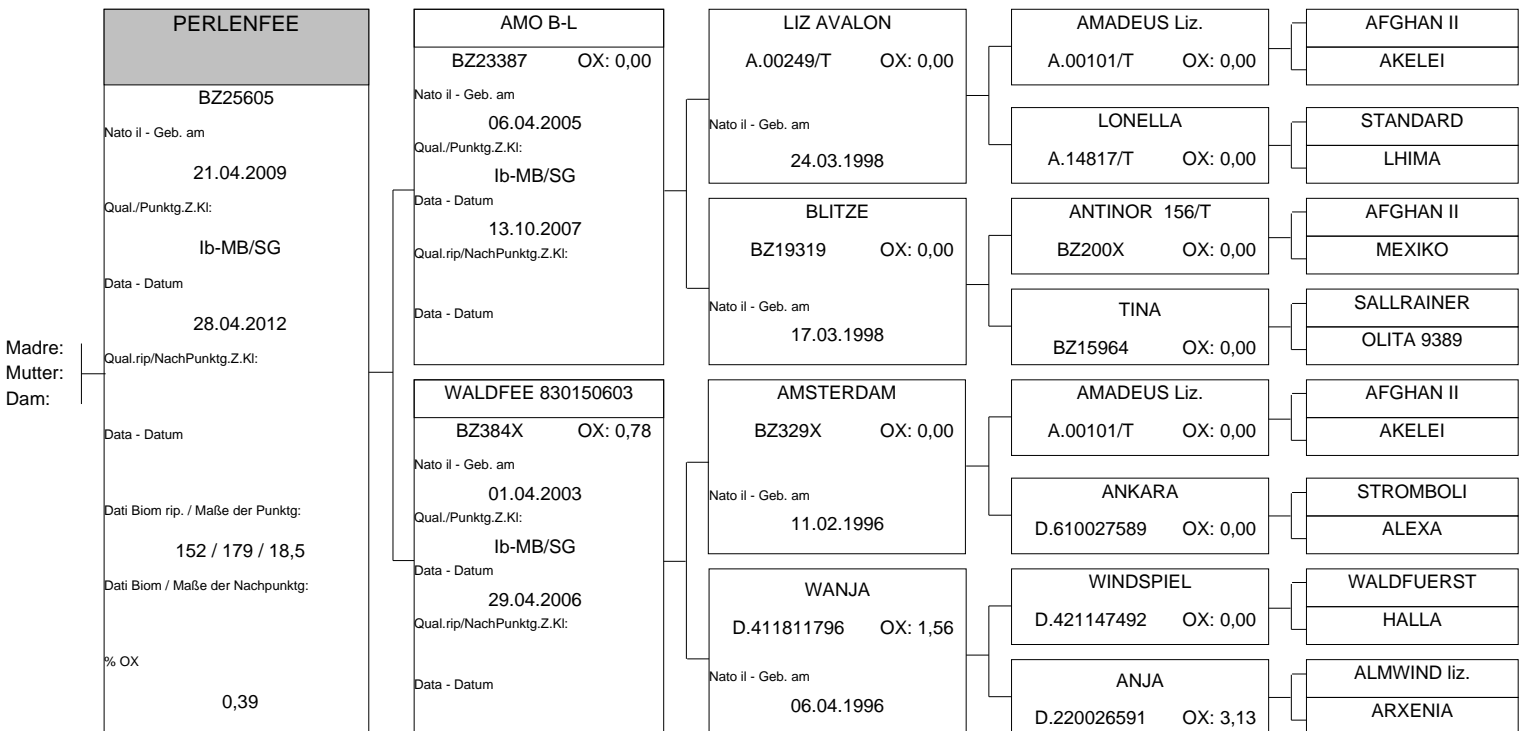 Madre:
Mutter:
Dam:
PERLENFEE
BZ25605
Nato il - Geb. am
21.04.2009
Qual./Punktg.Z.Kl:
Ib-MB/SG
Data - Datum
28.04.2012
Qual.rip/NachPunktg.Z.Kl:
Data - Datum
Dati Biom rip. / Maße der Punktg:
152 / 179 / 18,5
Dati Biom / Maße der Nachpunktg:
% OX
0,39
AMO B-L
BZ23387 OX: 0,00
Nato il - Geb. am
06.04.2005
Qual./Punktg.Z.Kl:
Ib-MB/SG
Data - Datum
13.10.2007
Qual.rip/NachPunktg.Z.Kl:
Data - Datum
WALDFEE 830150603
BZ384X OX: 0,78
Nato il - Geb. am
01.04.2003
Qual./Punktg.Z.Kl:
Ib-MB/SG
Data - Datum
29.04.2006
Qual.rip/NachPunktg.Z.Kl:
Data - Datum
LIZ AVALON
A.00249/T OX: 0,00
Nato il - Geb. am
24.03.1998
BLITZE
BZ19319 OX: 0,00
Nato il - Geb. am
17.03.1998
AMSTERDAM
BZ329X OX: 0,00
Nato il - Geb. am
11.02.1996
WANJA
D.411811796 OX: 1,56
Nato il - Geb. am
06.04.1996
AMADEUS Liz.
A.00101/T OX: 0,00
LONELLA
A.14817/T OX: 0,00
ANTINOR 156/T
BZ200X OX: 0,00
TINA
BZ15964 OX: 0,00
AMADEUS Liz.
A.00101/T OX: 0,00
ANKARA
D.610027589 OX: 0,00
WINDSPIEL
D.421147492 OX: 0,00
ANJA
D.220026591 OX: 3,13
AFGHAN II
AKELEI
STANDARD
LHIMA
AFGHAN II
MEXIKO
SALLRAINER
OLITA 9389
AFGHAN II
AKELEI
STROMBOLI
ALEXA
WALDFUERST
HALLA
ALMWIND liz.
ARXENIA